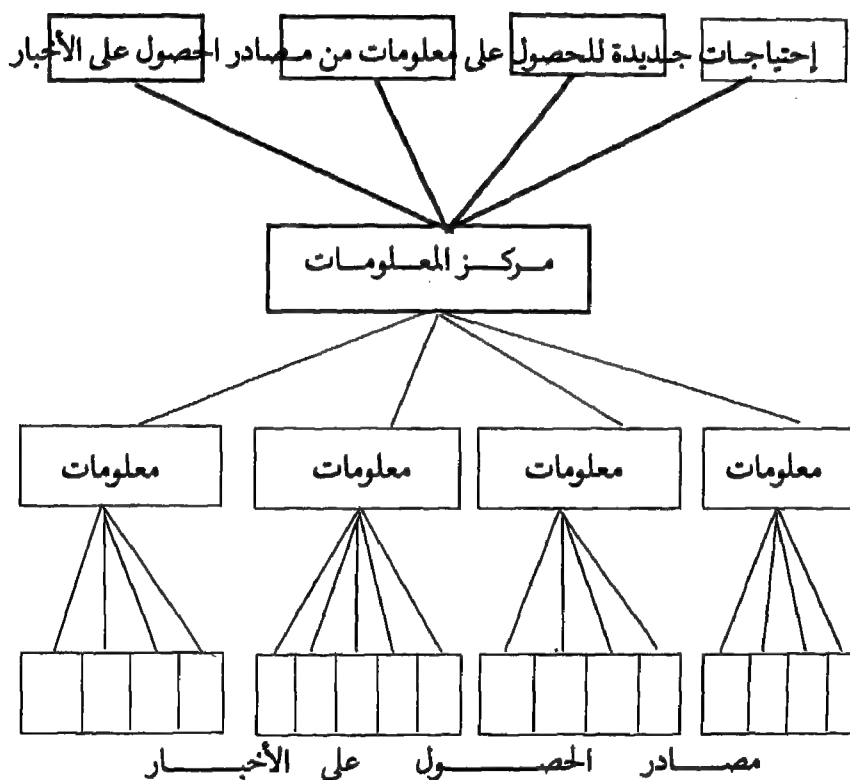 إحتياجات جديدة للحصول على معلومات من مصادر الحصول على الأخبار
مركز المعلومات
معلومات معلومات معلومات معلومات
مصادر الحصول على الأخبار